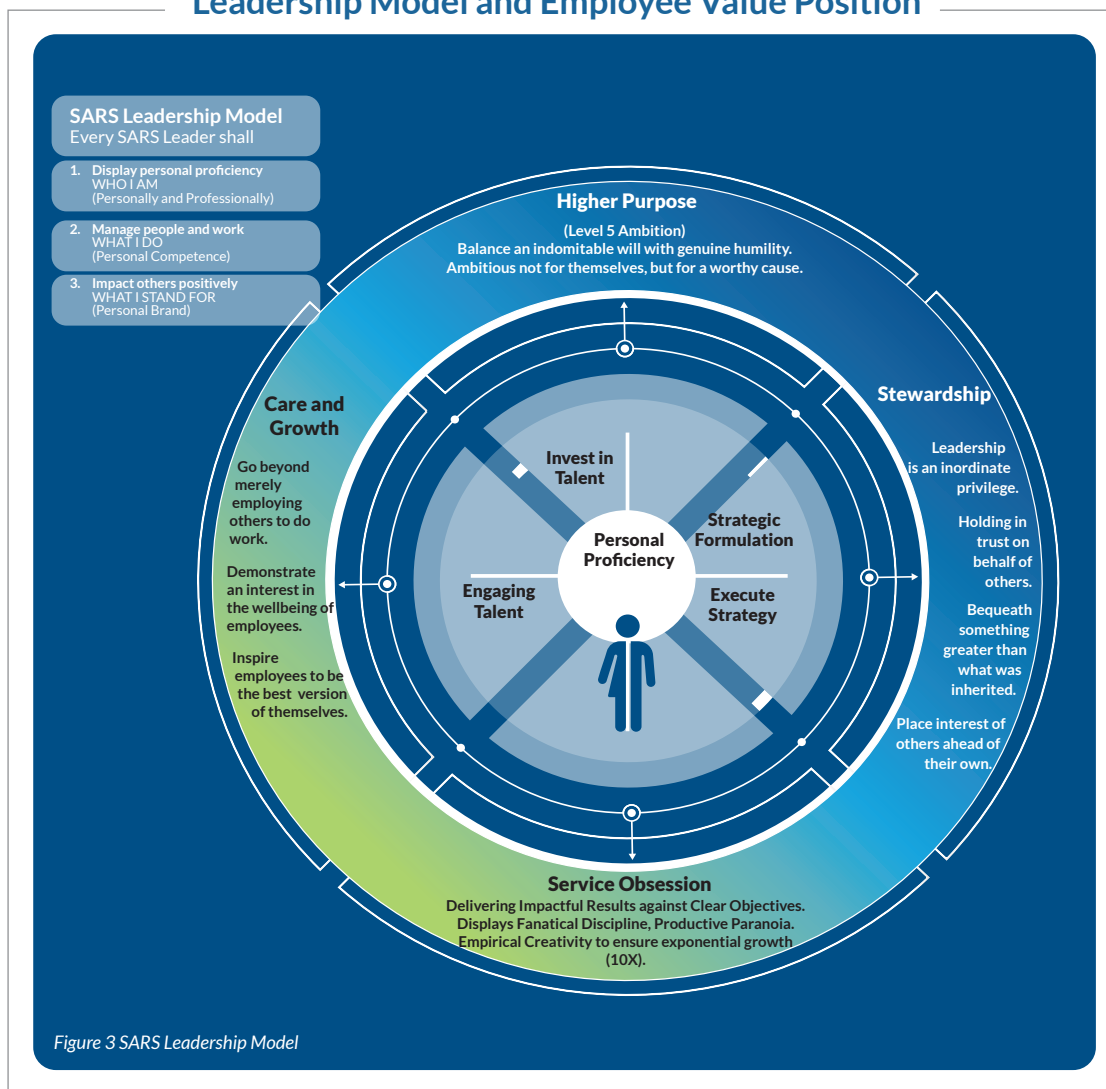 Leadership Model and Employee Value Position
SARS Leadership Model
Every SARS Leader shall
1. Display personal proficiency
WHO I AM
(Personally and Professionally)
2. Manage people and work
WHAT I DO
(Personal Competence)
3. Impact others positively
WHAT I STAND FOR
(Personal Brand)
Higher Purpose
(Level 5 Ambition)
Balance an indomitable will with genuine humility.
Ambitious not for themselves, but for a worthy cause.
Care and
Growth
Go beyond
merely
employing
others to do
work.
Demonstrate
an interest in
the wellbeing of
employees.
Inspire
employees to be
the best version
of themselves.
Stewardship
Leadership
is an inordinate
privilege.
Holding in
trust on
behalf of
others.
Bequeath
something
greater than
what was
inherited.
Place interest of
others ahead of
their own.
Invest in
Talent
Strategic
Formulation
Personal
Proficiency
Engaging
Talent
Execute
Strategy
Service Obsession
Delivering Impactful Results against Clear Objectives.
Displays Fanatical Discipline, Productive Paranoia.
Empirical Creativity to ensure exponential growth
(10X).
Figure 3 SARS Leadership Model